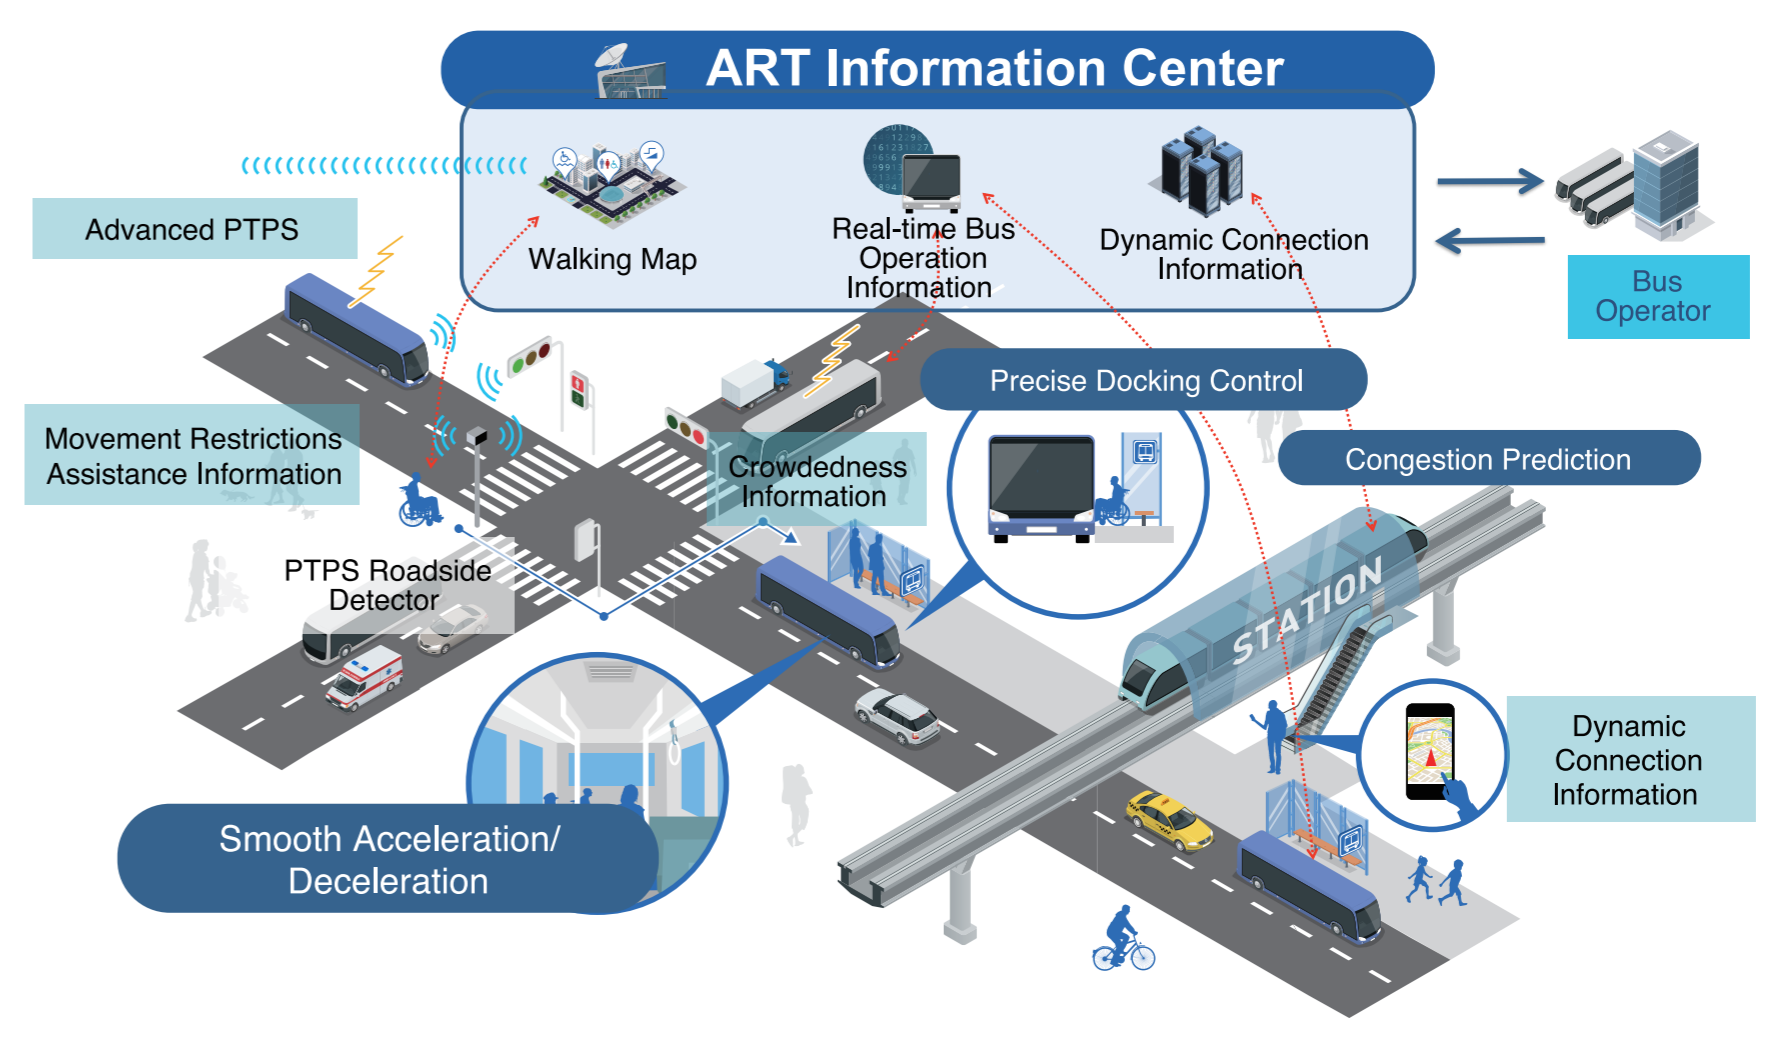 ART Information Center
Advanced PTPS
Walking Map
Real-time Bus
Operation
Information
Dynamic Connection
Information
Bus
Operator
Precise Docking Control
Movement Restrictions
Assistance Information
Crowdedness
Information
Congestion Prediction
PTPS Roadside
Detector
STATION
Smooth Acceleration/
Deceleration
Dynamic
Connection
Information